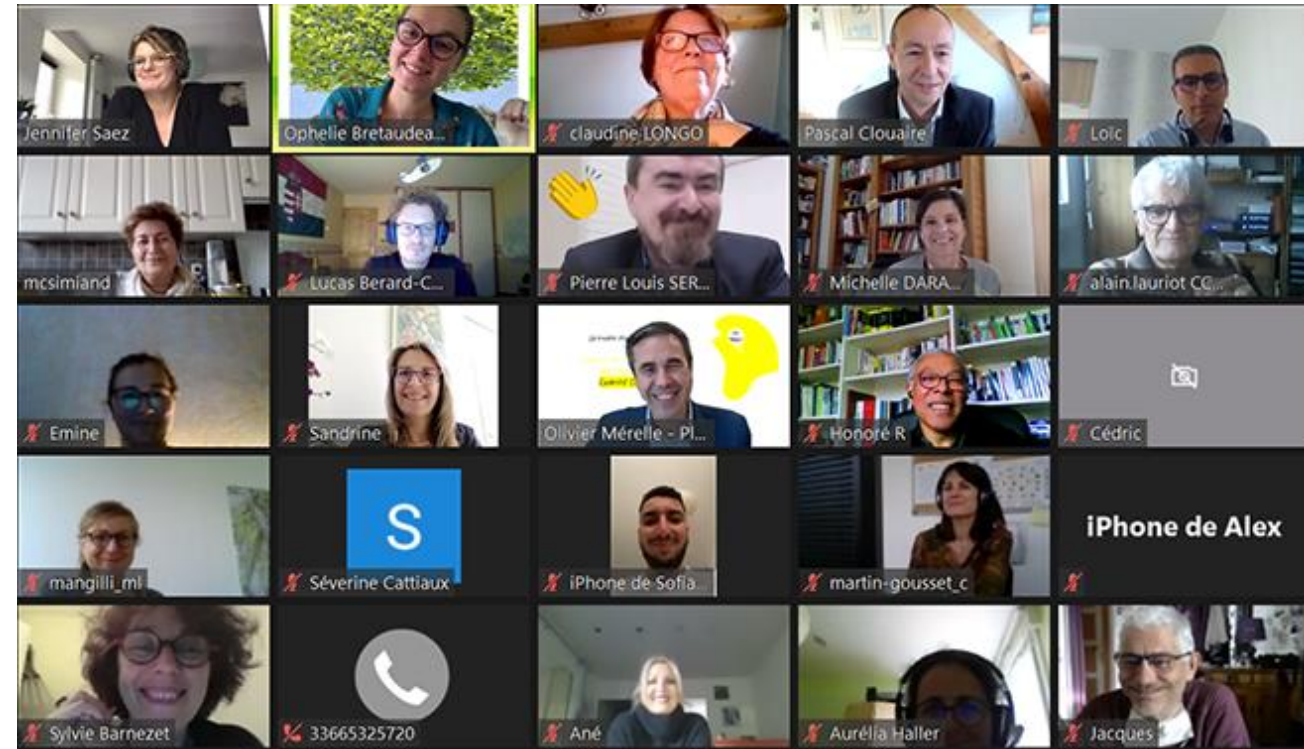 Jennifer Saez
Ophelie Bretaudea...
claudine LONGO
Pascal Clouaire
Loïc
mcsimiand
Lucas Berard-C...
Pierre Louis SER...
Michelle DARA...
alain.lauriot CC...
Emine
Sandrine
Olivier Mérelle - Pl...
Honoré R
Cédric
mangilli_ml
S
Séverine Cattiaux
iPhone de Sofia...
martin-gousset_c
iPhone de Alex
Sylvie Barnezet
33665325720
Ané
Aurélia Haller
Jacques